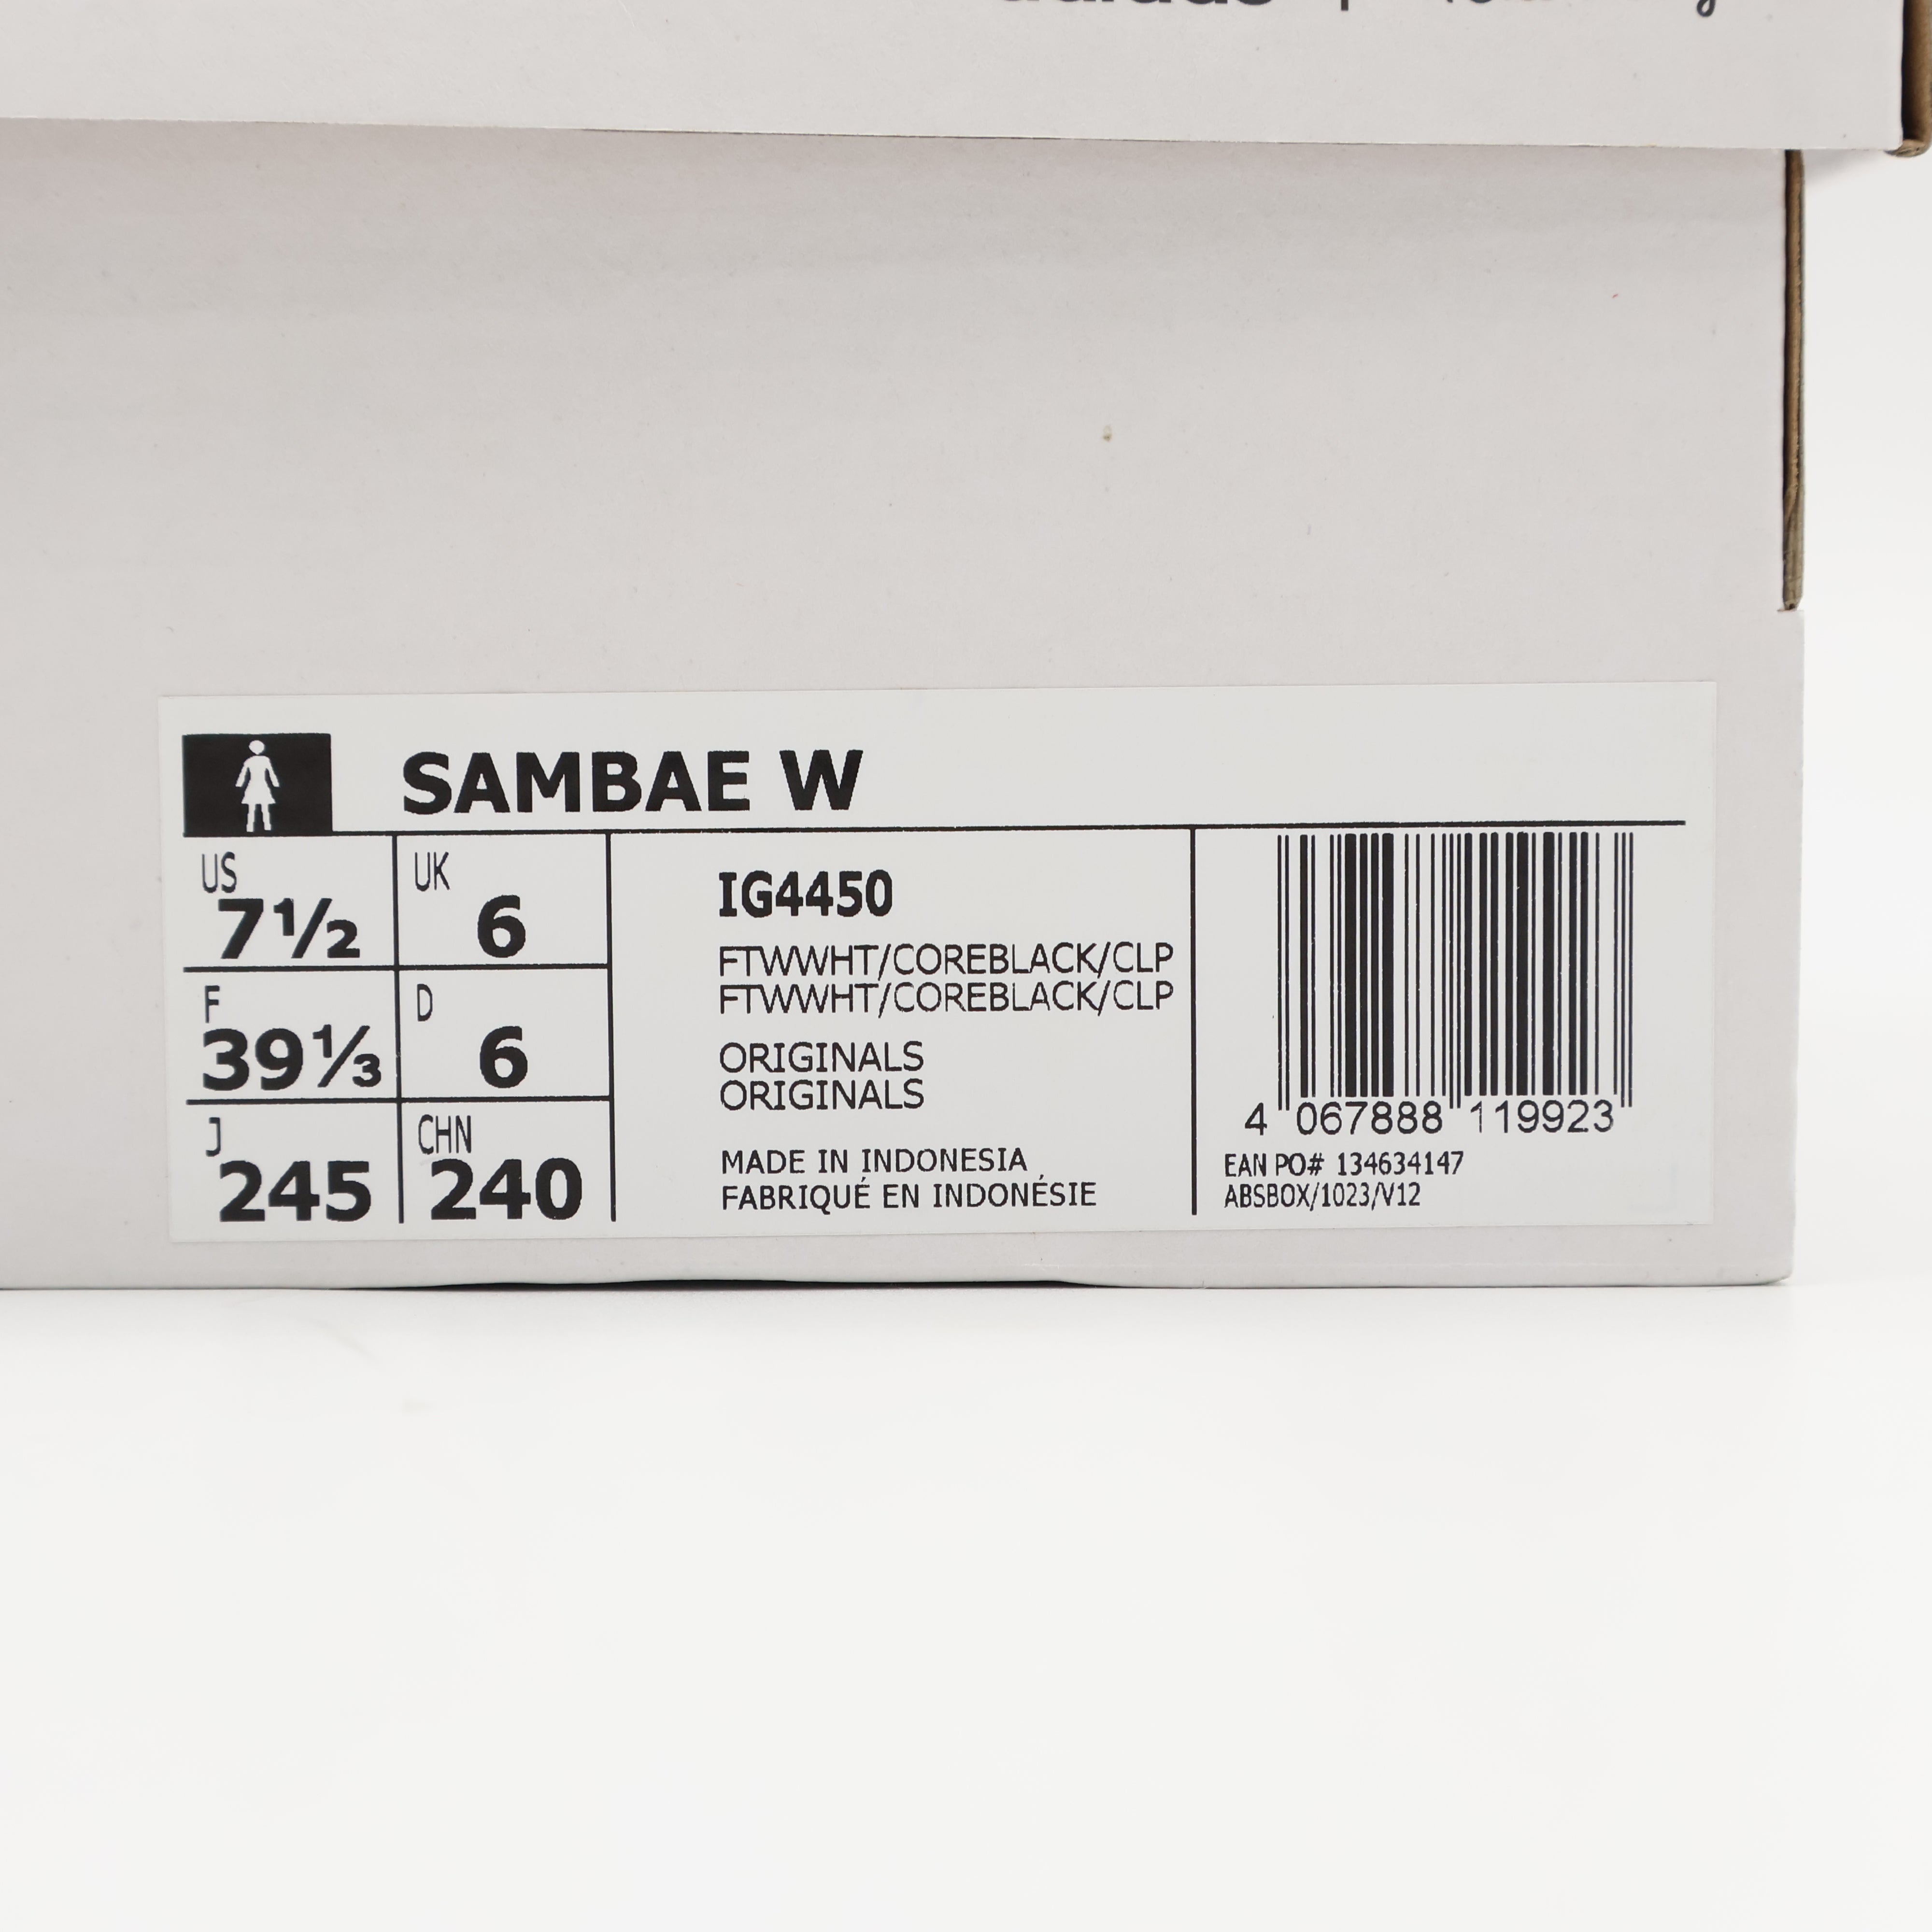 SAMBAE W
US
7½
UK
6
F
39⅓
D
6
J
245
CHN
240
IG4450
FTWWHT/COREBLACK/CLP
FTWWHT/COREBLACK/CLP
ORIGINALS
ORIGINALS
MADE IN INDONESIA
FABRIQUÉ EN INDONÉSIE
4 067888 119923
EAN PO# 134634147
ABSBOX/1023/V12